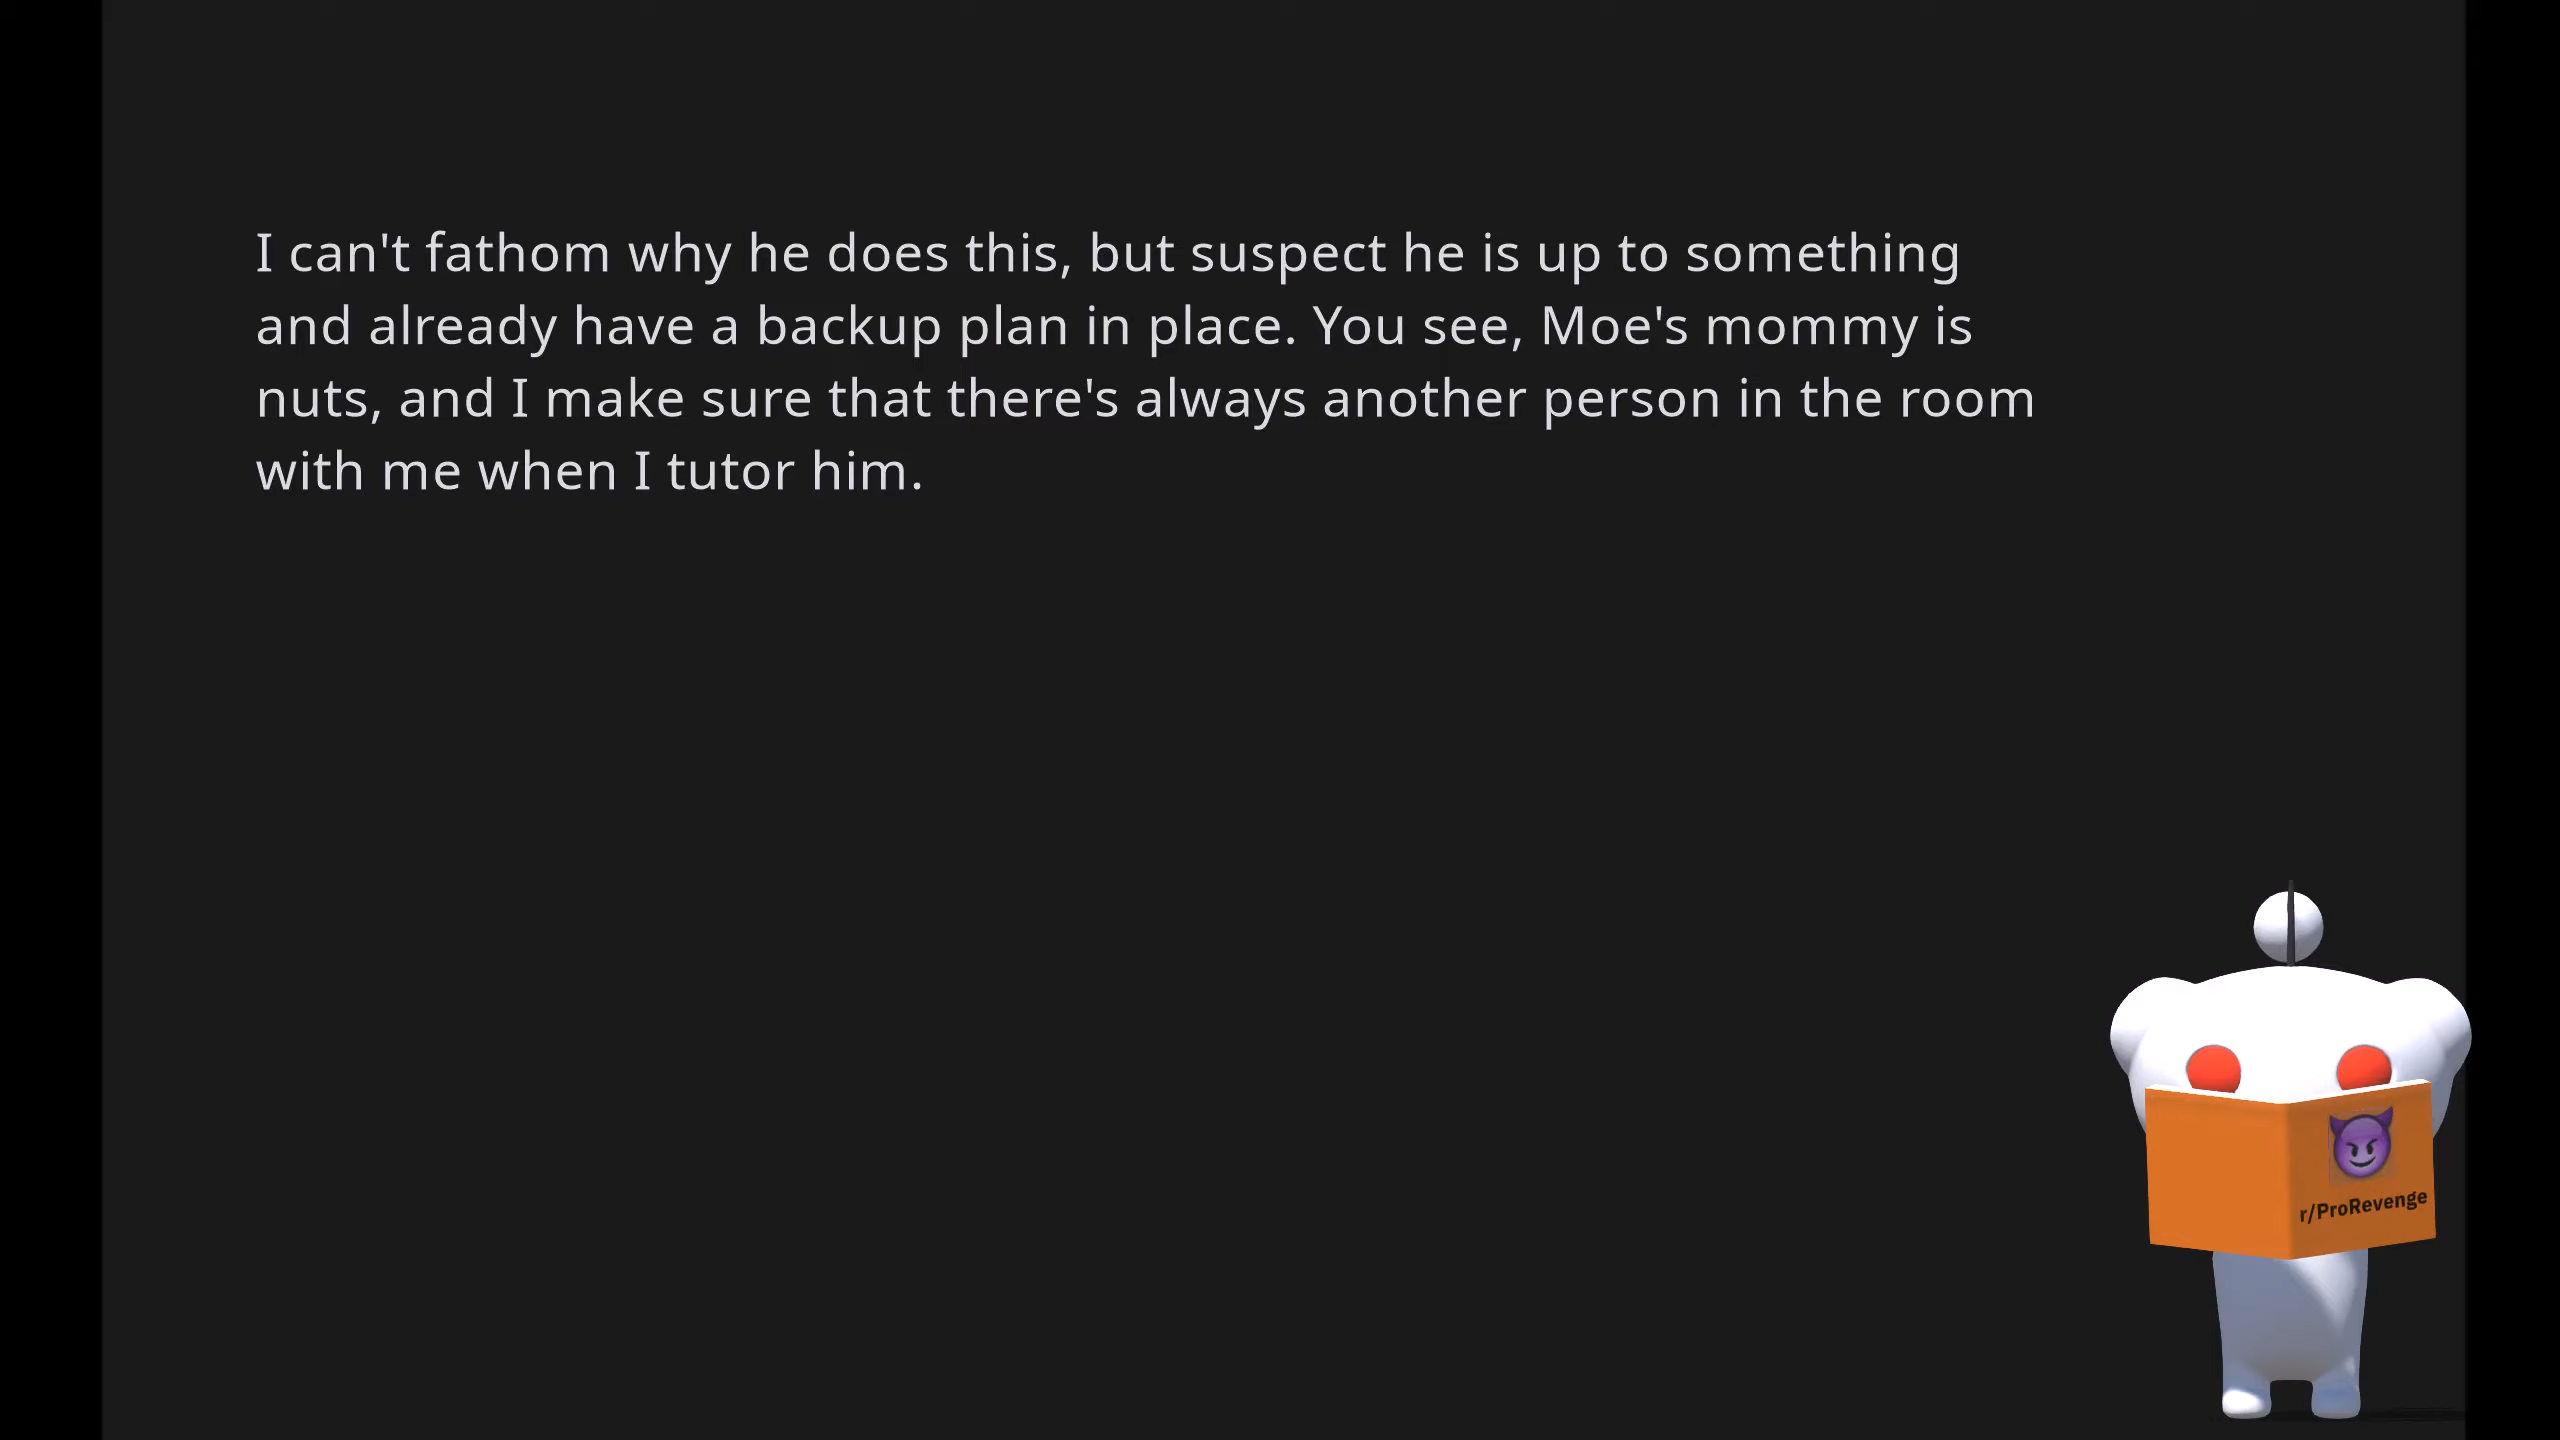 I can't fathom why he does this, but suspect he is up to something
and already have a backup plan in place. You see, Moe's mommy is
nuts, and I make sure that there's always another person in the room
with me when I tutor him.
r/ProRevenge